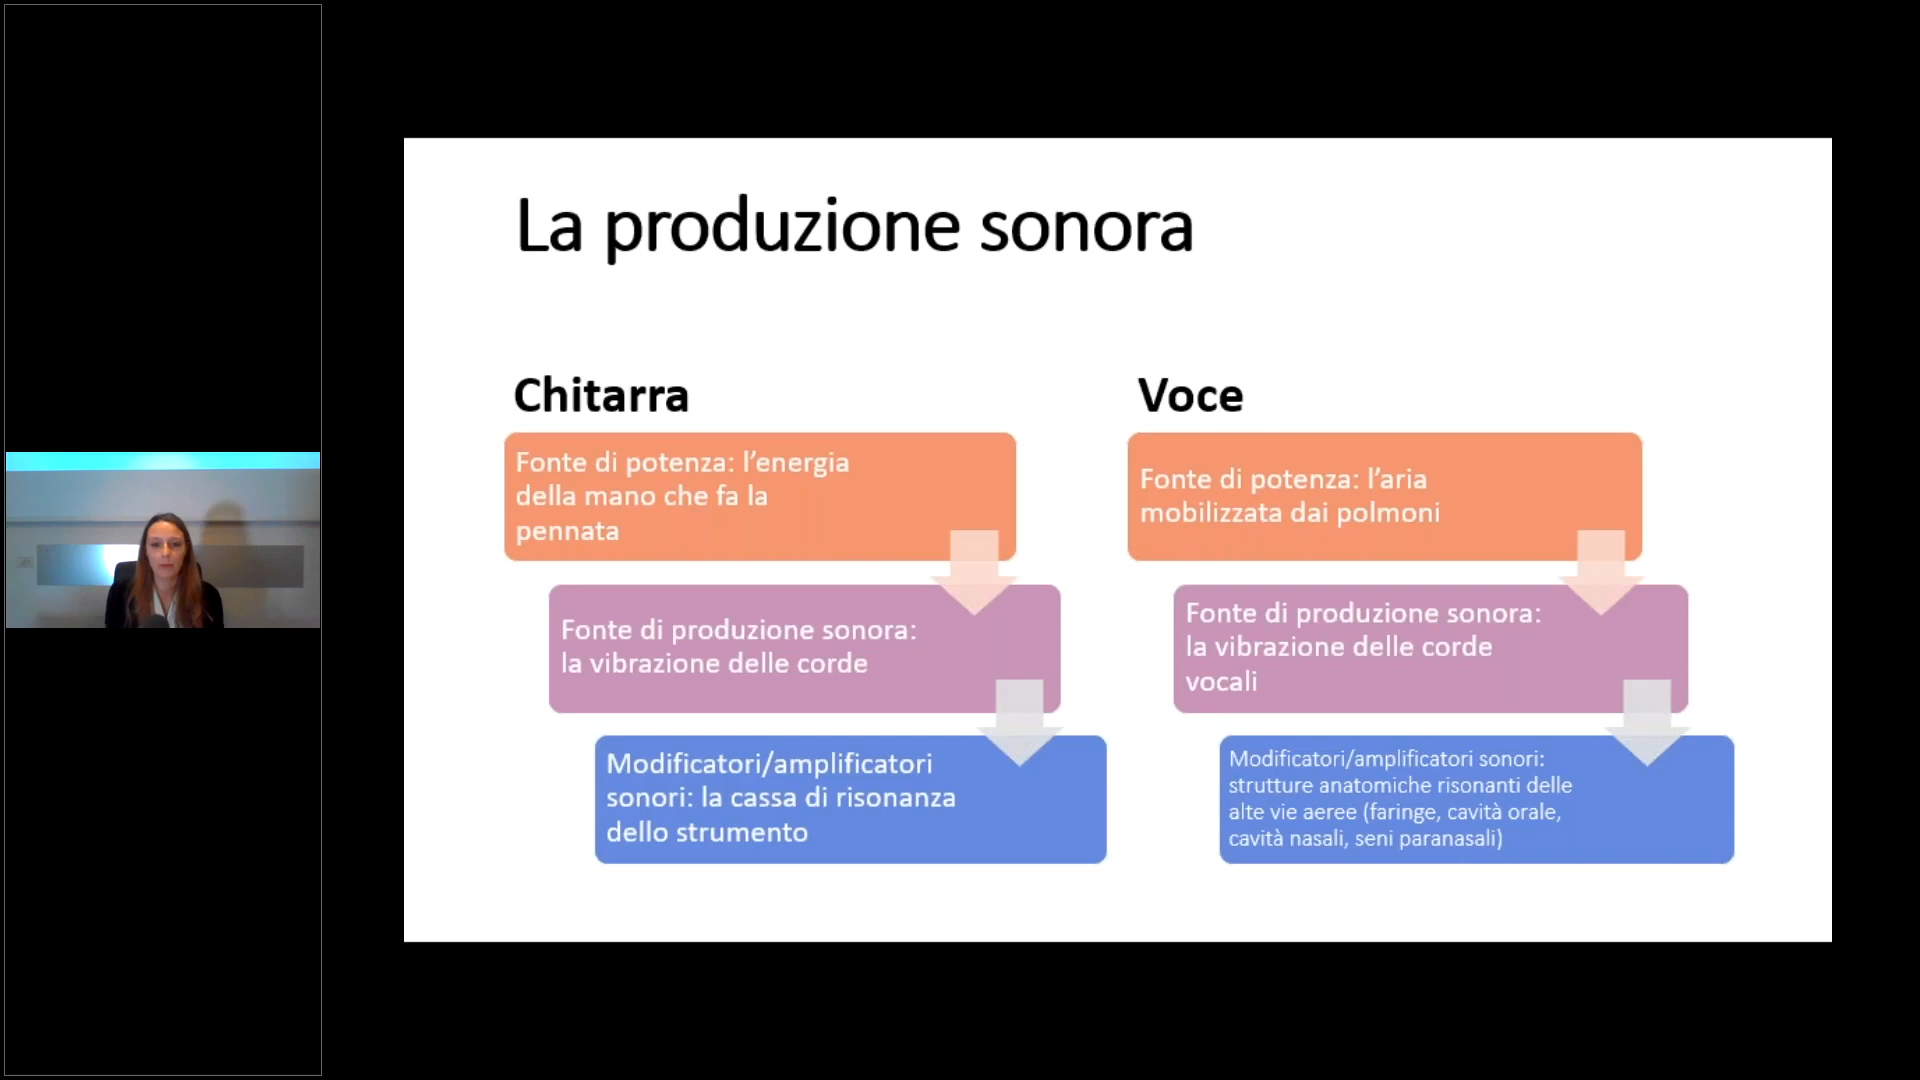 La produzione sonora
Chitarra
Fonte di potenza: l’energia
della mano che fa la
pennata
Fonte di produzione sonora:
la vibrazione delle corde
Modificatori/amplificatori
sonori: la cassa di risonanza
dello strumento
Voce
Fonte di potenza: l’aria
mobilizzata dai polmoni
Fonte di produzione sonora:
la vibrazione delle corde
vocali
Modificatori/amplificatori sonori:
strutture anatomiche risonanti delle
alte vie aeree (faringe, cavità orale,
cavità nasali, seni paranasali)